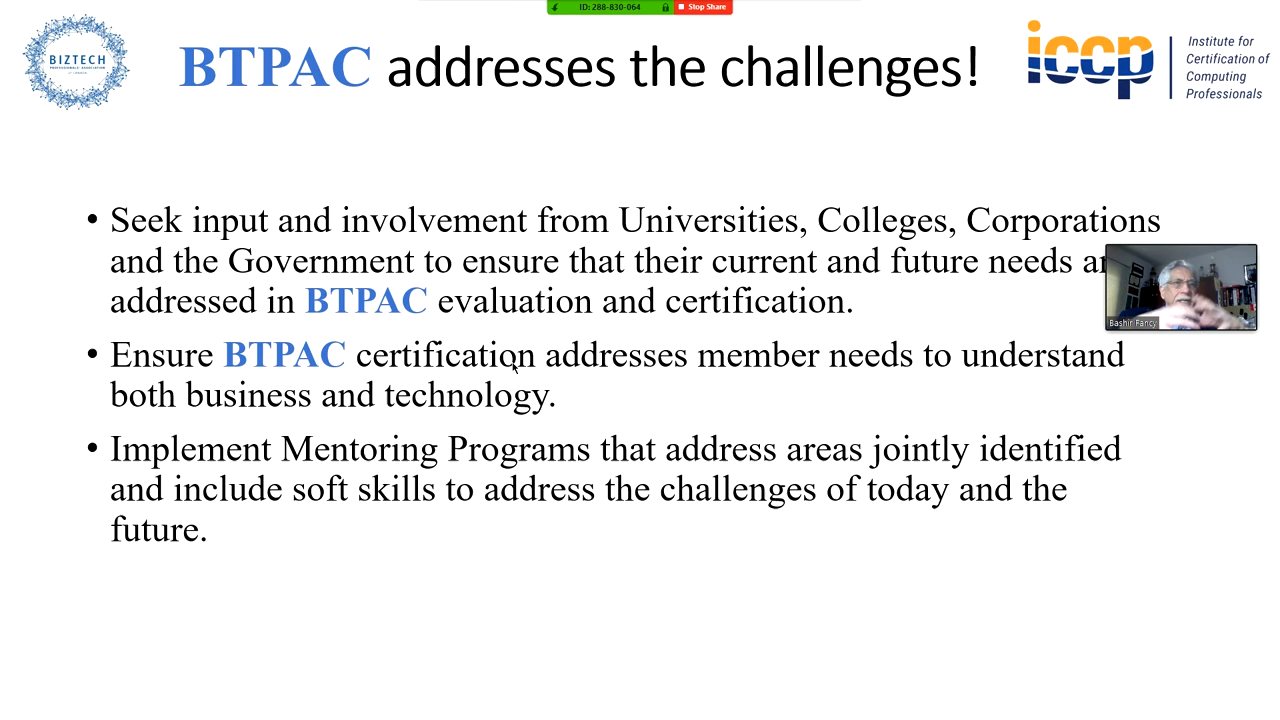 ID: 288-830-064
Stop Share
BIZTECH
BTPAC addresses the challenges!
iccp
Institute for
Certification of
Computing
Professionals
• Seek input and involvement from Universities, Colleges, Corporations
and the Government to ensure that their current and future needs
addressed in BTPAC evaluation and certification.
Bashir Fancy
• Ensure BTPAC certification addresses member needs to understand
both business and technology.
• Implement Mentoring Programs that address areas jointly identified
and include soft skills to address the challenges of today and the
future.